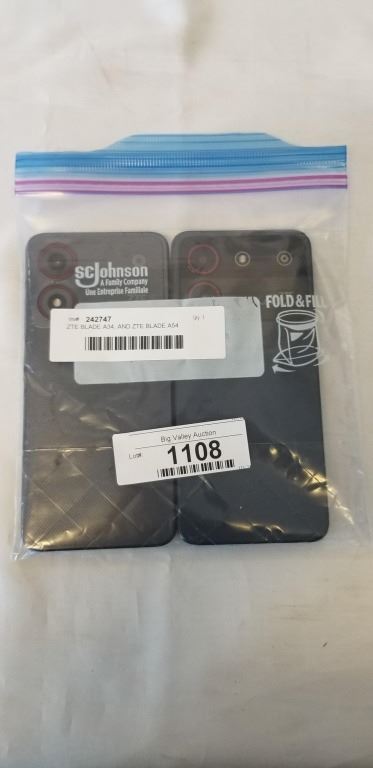 SC Johnson
A Family Company
Une Entreprise Familiale
FOLD & FILL
242747
ZTE BLADE A34, AND ZTE BLADE A54
Big Valley Auction
Lot#:
1108